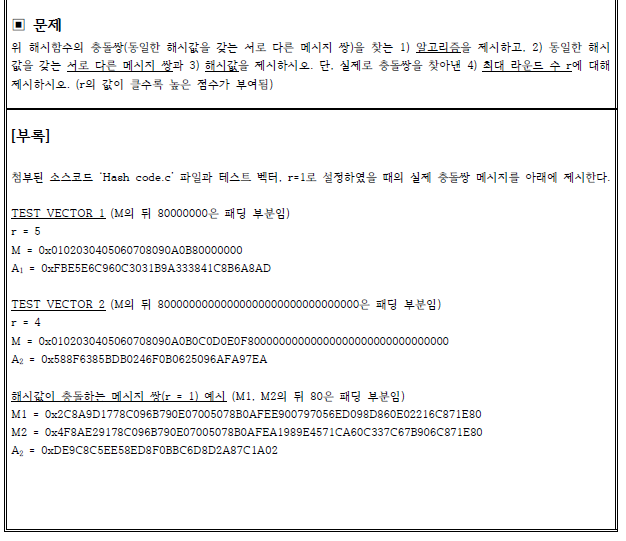 ▣ 문제
위 해시함수의 충돌쌍(동일한 해시값을 갖는 서로 다른 메시지 쌍)을 찾는 1) 알고리즘을 제시하고, 2) 동일한 해시
값을 갖는 서로 다른 메시지 쌍과 3) 해시값을 제시하시오. 단, 실제로 충돌쌍을 찾아낸 4) 최대 라운드 수 r에 대해
제시하시오. (r의 값이 클수록 높은 점수가 부여됨)
[부록]
첨부된 소스코드 'Hash code.c' 파일과 테스트 벡터, r=1로 설정하였을 때의 실제 충돌쌍 메시지를 아래에 제시한다.
TEST VECTOR 1 (M의 뒤 80000000은 패딩 부분임)
r = 5
M = 0x0102030405060708090A0B80000000
A₁ = 0xFBE5E6C960C3031B9A333841C8B6A8AD
TEST VECTOR 2 (M의 뒤 80000000000000000000000000000000은 패딩 부분임)
r = 4
M = 0x0102030405060708090A0B0C0D0E0F80000000000000000000000000000000
A₂ = 0x588F6385BDB0246F0B0625096AFA97EA
해시값이 충돌하는 메시지 쌍(r = 1) 예시 (M1, M2의 뒤 80은 패딩 부분임)
M1 = 0x2C8A9D1778C096B790E07005078B0AFEE900797056ED098D860E02216C871E80
M2 = 0x4F8AE29178C096B790E07005078B0AFEA1989E4571CA60C337C67B906C871E80
A₂ = 0xDE9C8C5EE58ED8F0BBC6D8D2A87C1A02